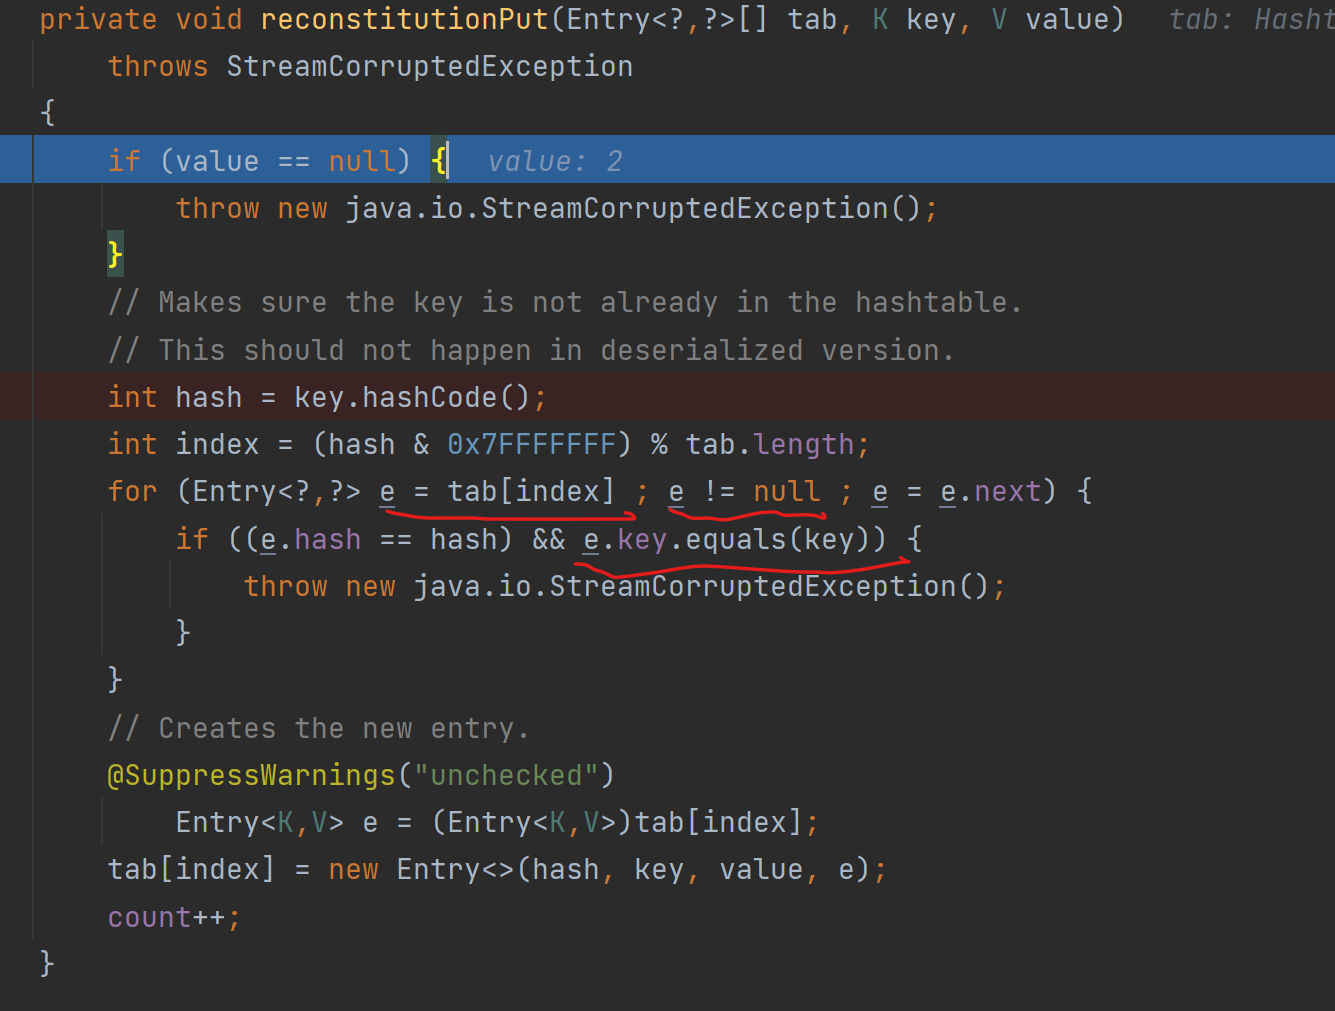 private void reconstitutionPut(Entry<?,?>[] tab, K key, V value)   tab: Hasht
    throws StreamCorruptedException
{
    if (value == null) {  value: 2
        throw new java.io.StreamCorruptedException();
    }
    // Makes sure the key is not already in the hashtable.
    // This should not happen in deserialized version.
    int hash = key.hashCode();
    int index = (hash & 0x7FFFFFFF) % tab.length;
    for (Entry<?,?> e = tab[index] ; e != null ; e = e.next) {
        if ((e.hash == hash) && e.key.equals(key)) {
            throw new java.io.StreamCorruptedException();
        }
    }
    // Creates the new entry.
    @SuppressWarnings("unchecked")
        Entry<K,V> e = (Entry<K,V>)tab[index];
    tab[index] = new Entry<>(hash, key, value, e);
    count++;
}